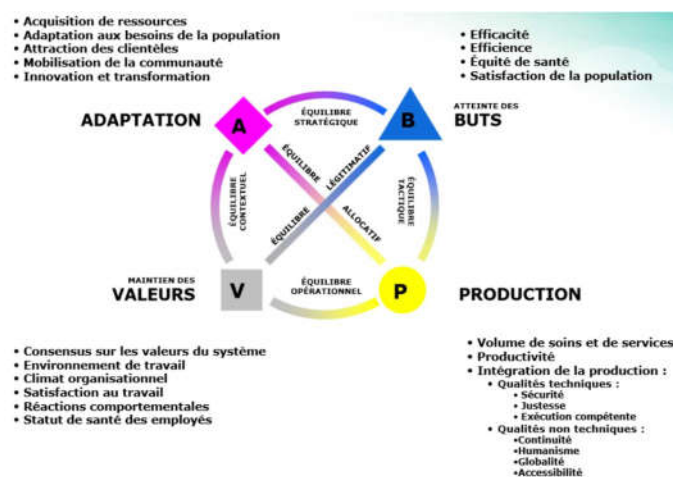 • Acquisition de ressources
• Adaptation aux besoins de la population
• Attraction des clientèles
• Mobilisation de la communauté
• Innovation et transformation
• Efficacité
• Efficience
• Équité de santé
• Satisfaction de la population
ADAPTATION
A
ÉQUILIBRE
STRATÉGIQUE
B
ATTEINTE DES
BUTS
ÉQUILIBRE
CONTEXTUEL
ÉQUILIBRE
ALLOCATIF
ÉQUILIBRE
LÉGITIMATIF
ÉQUILIBRE
TACTIQUE
MAINTIEN DES
VALEURS
V
ÉQUILIBRE
OPÉRATIONNEL
P
PRODUCTION
• Consensus sur les valeurs du système
• Environnement de travail
• Climat organisationnel
• Satisfaction au travail
• Réactions comportementales
• Statut de santé des employés
• Volume de soins et de services
• Productivité
• Intégration de la production :
• Qualités techniques :
• Sécurité
• Justesse
• Exécution compétente
• Qualités non techniques :
•Continuité
•Humanisme
•Globalité
•Accessibilité